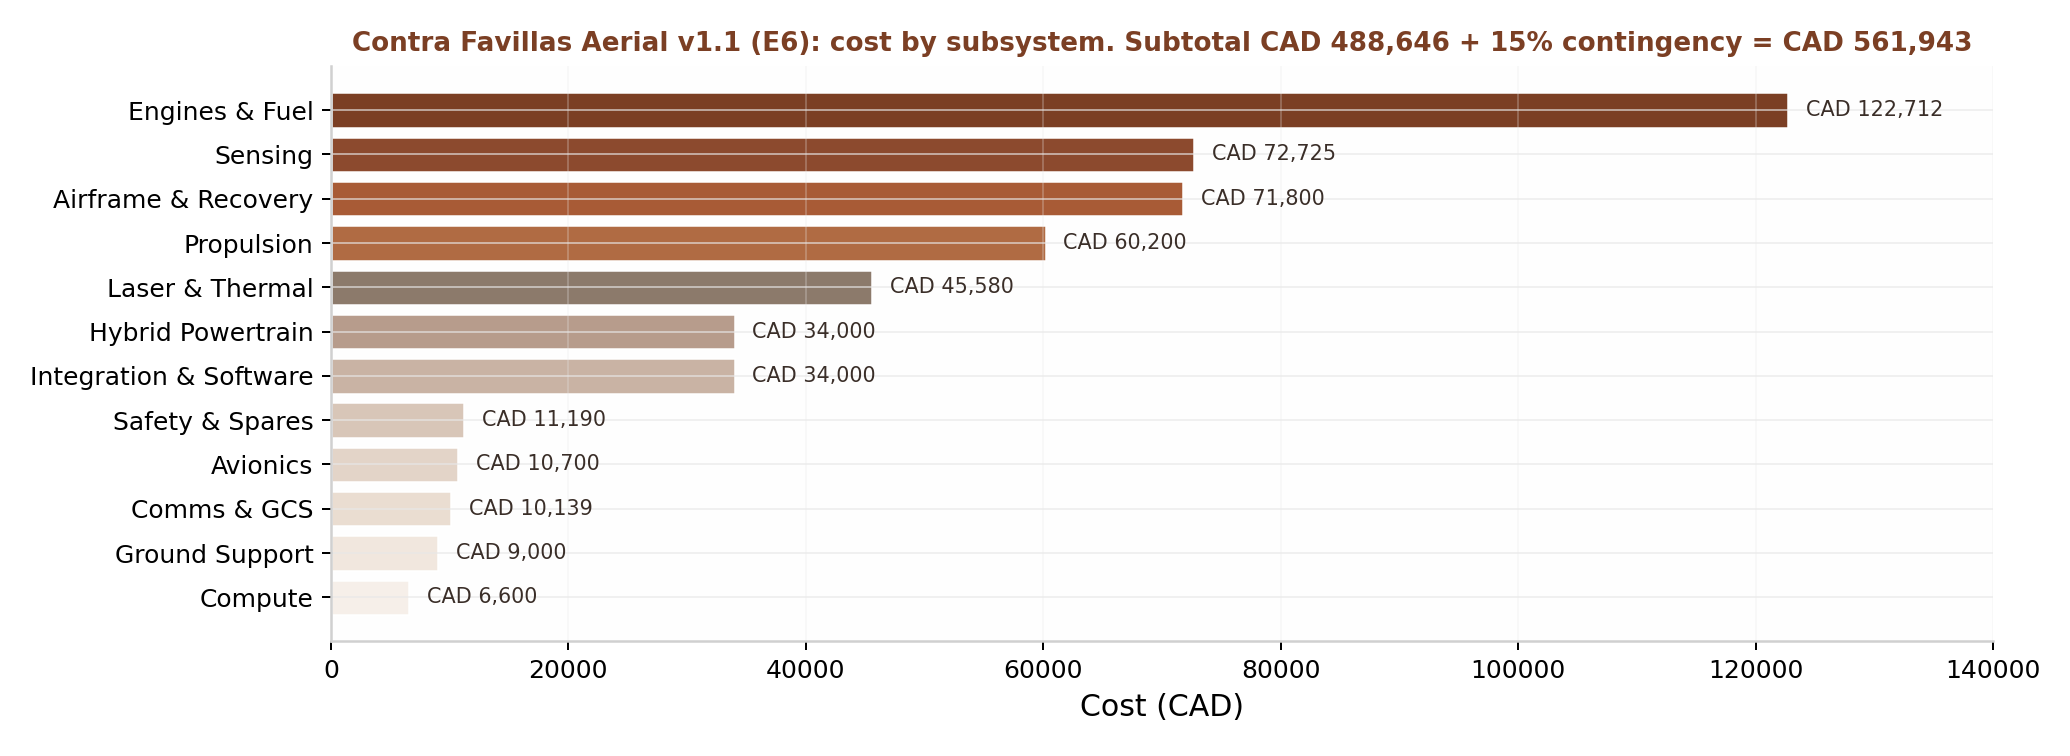 Contra Favillas Aerial v1.1 (E6): cost by subsystem. Subtotal CAD 488,646 + 15% contingency = CAD 561,943
Engines & Fuel CAD 122,712
Sensing CAD 72,725
Airframe & Recovery CAD 71,800
Propulsion CAD 60,200
Laser & Thermal CAD 45,580
Hybrid Powertrain CAD 34,000
Integration & Software CAD 34,000
Safety & Spares CAD 11,190
Avionics CAD 10,700
Comms & GCS CAD 10,139
Ground Support CAD 9,000
Compute CAD 6,600
0 20000 40000 60000 80000 100000 120000 140000
Cost (CAD)